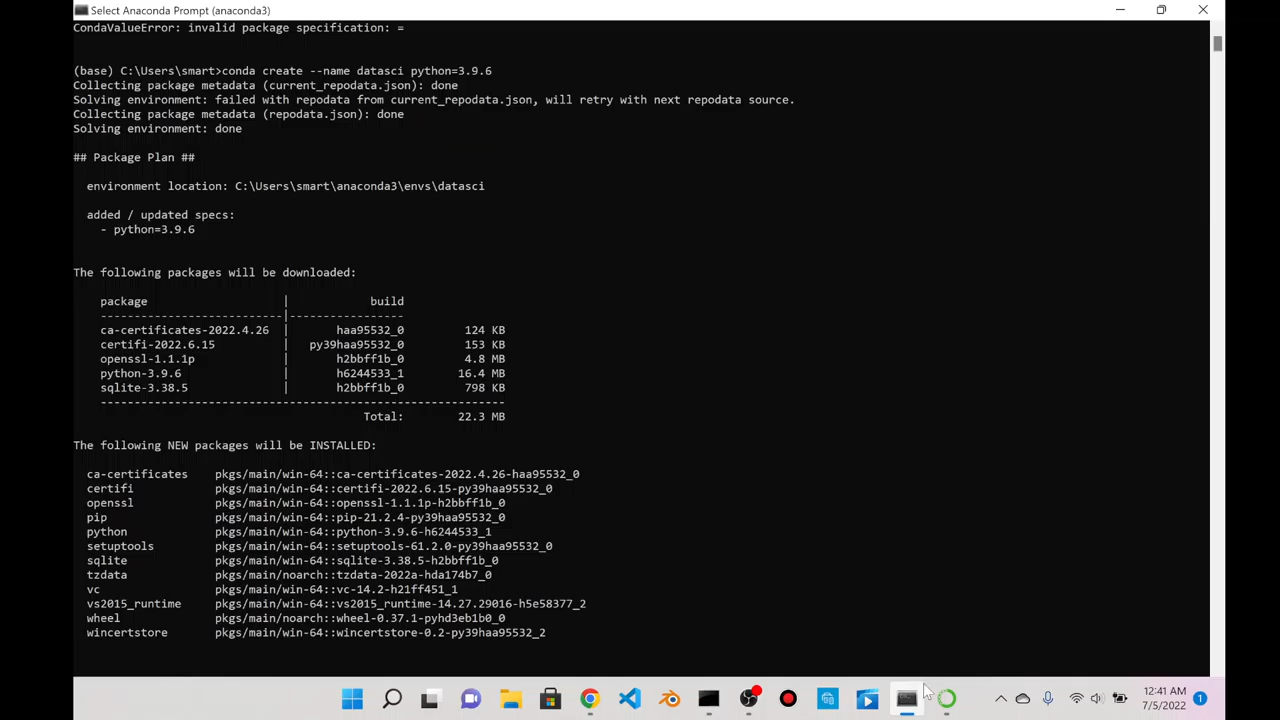 Select Anaconda Prompt (anaconda3)
CondaValueError: invalid package specification: =
(base) C:\Users\smart>conda create --name datasci python=3.9.6
Collecting package metadata (current_repodata.json): done
Solving environment: failed with repodata from current_repodata.json, will retry with next repodata source.
Collecting package metadata (repodata.json): done
Solving environment: done
## Package Plan ##
environment location: C:\Users\smart\anaconda3\envs\datasci
added / updated specs:
- python=3.9.6
The following packages will be downloaded:
package | build
---------------------------|-----------------
ca-certificates-2022.4.26 | haa95532_0 124 KB
certifi-2022.6.15 | py39haa95532_0 153 KB
openssl-1.1.1p | h2bbff1b_0 4.8 MB
python-3.9.6 | h6244533_1 16.4 MB
sqlite-3.38.5 | h2bbff1b_0 798 KB
------------------------------------------------------------
Total: 22.3 MB
The following NEW packages will be INSTALLED:
ca-certificates pkgs/main/win-64::ca-certificates-2022.4.26-haa95532_0
certifi pkgs/main/win-64::certifi-2022.6.15-py39haa95532_0
openssl pkgs/main/win-64::openssl-1.1.1p-h2bbff1b_0
pip pkgs/main/win-64::pip-21.2.4-py39haa95532_0
python pkgs/main/win-64::python-3.9.6-h6244533_1
setuptools pkgs/main/win-64::setuptools-61.2.0-py39haa95532_0
sqlite pkgs/main/win-64::sqlite-3.38.5-h2bbff1b_0
tzdata pkgs/main/noarch::tzdata-2022a-hda174b7_0
vc pkgs/main/win-64::vc-14.2-h21ff451_1
vs2015_runtime pkgs/main/win-64::vs2015_runtime-14.27.29016-h5e58377_2
wheel pkgs/main/noarch::wheel-0.37.1-pyhd3eb1b0_0
wincertstore pkgs/main/win-64::wincertstore-0.2-py39haa95532_2
12:41 AM
7/5/2022
1